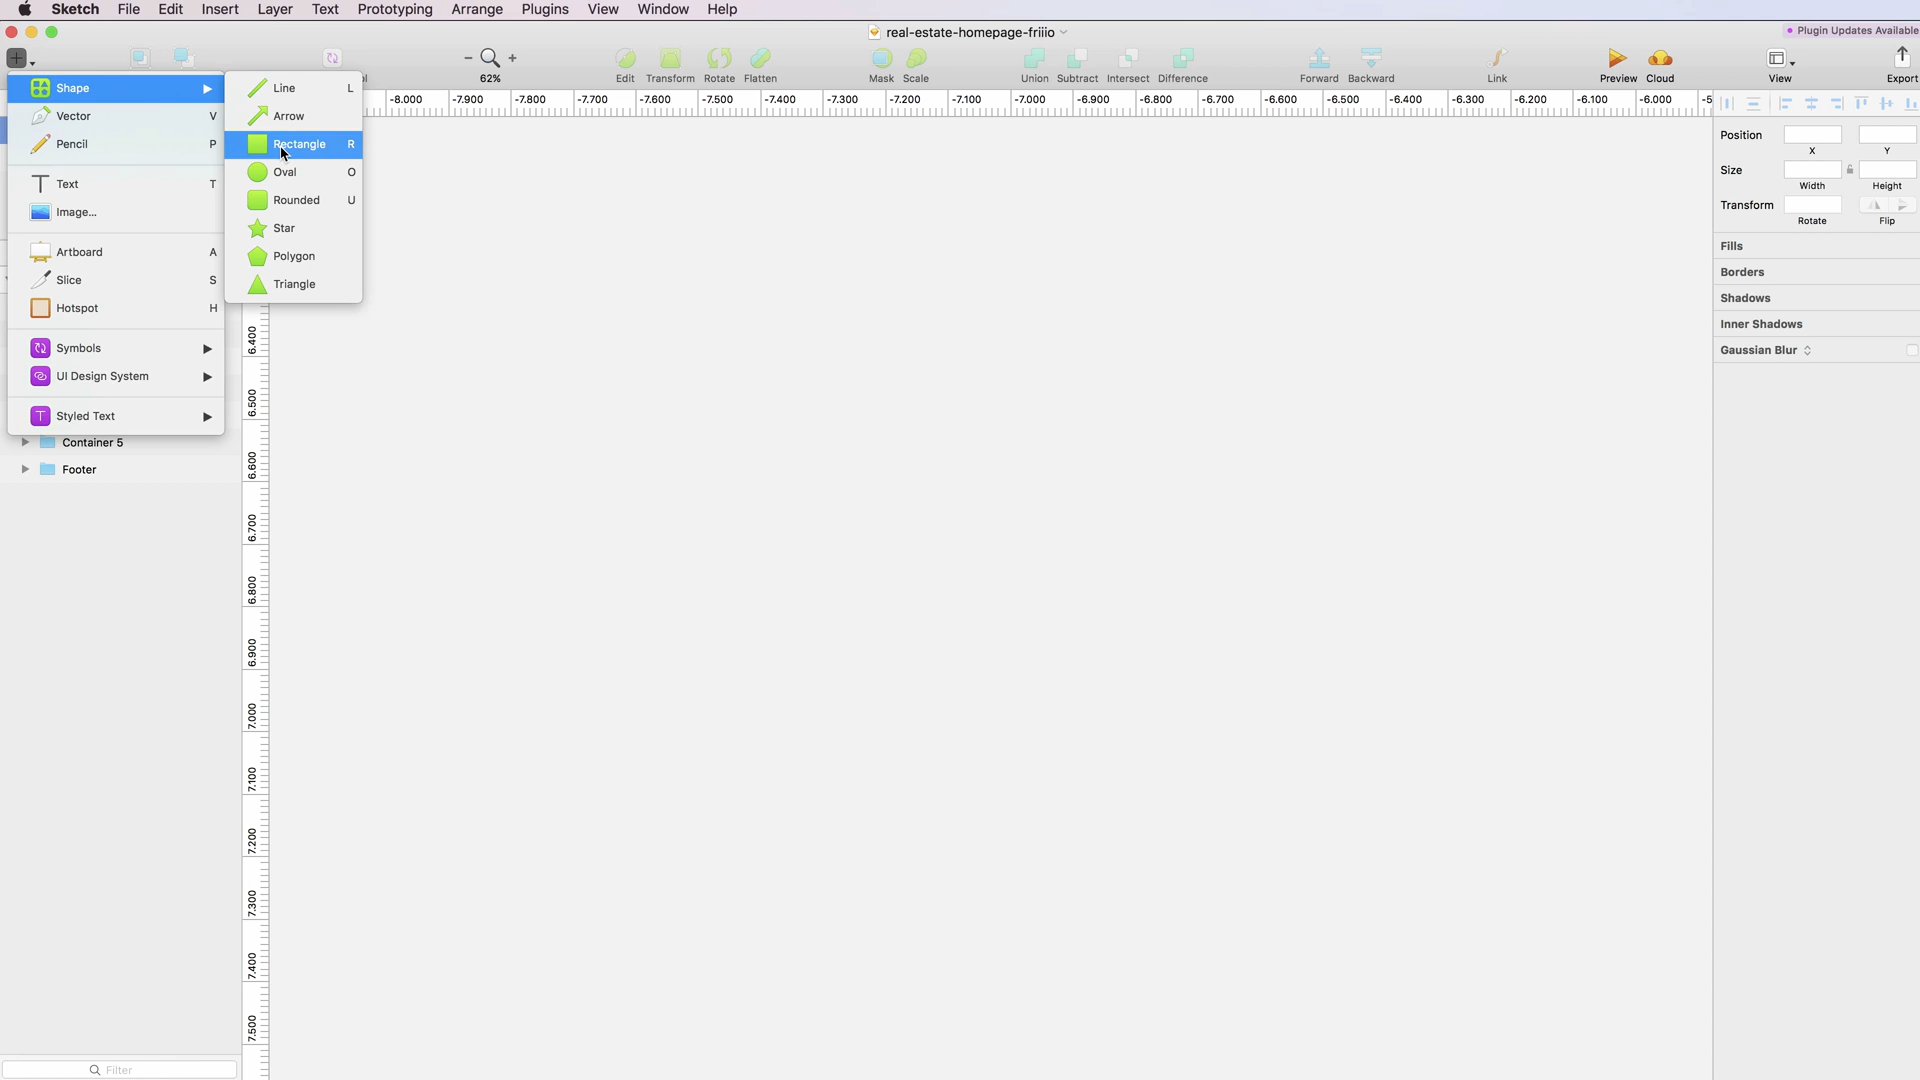 Sketch File Edit Insert Layer Text Prototyping Arrange Plugins View Window Help
real-estate-homepage-friiio
Plugin Updates Available
62%
Edit Transform Rotate Flatten Mask Scale Union Subtract Intersect Difference Forward Backward Link Preview Cloud View Export
-8.000 -7.900 -7.800 -7.700 -7.600 -7.500 -7.400 -7.300 -7.200 -7.100 -7.000 -6.900 -6.800 -6.700 -6.600 -6.500 -6.400 -6.300 -6.200 -6.100 -6.000
Shape
Vector V
Pencil P
Text T
Image...
Artboard A
Slice S
Hotspot H
Symbols
UI Design System
Styled Text
Line L
Arrow
Rectangle R
Oval O
Rounded U
Star
Polygon
Triangle
Container 5
Footer
Filter
6.400
6.500
6.600
6.700
6.800
6.900
7.000
7.100
7.200
7.300
7.400
7.500
Position
X Y
Size
Width Height
Transform
Rotate Flip
Fills
Borders
Shadows
Inner Shadows
Gaussian Blur